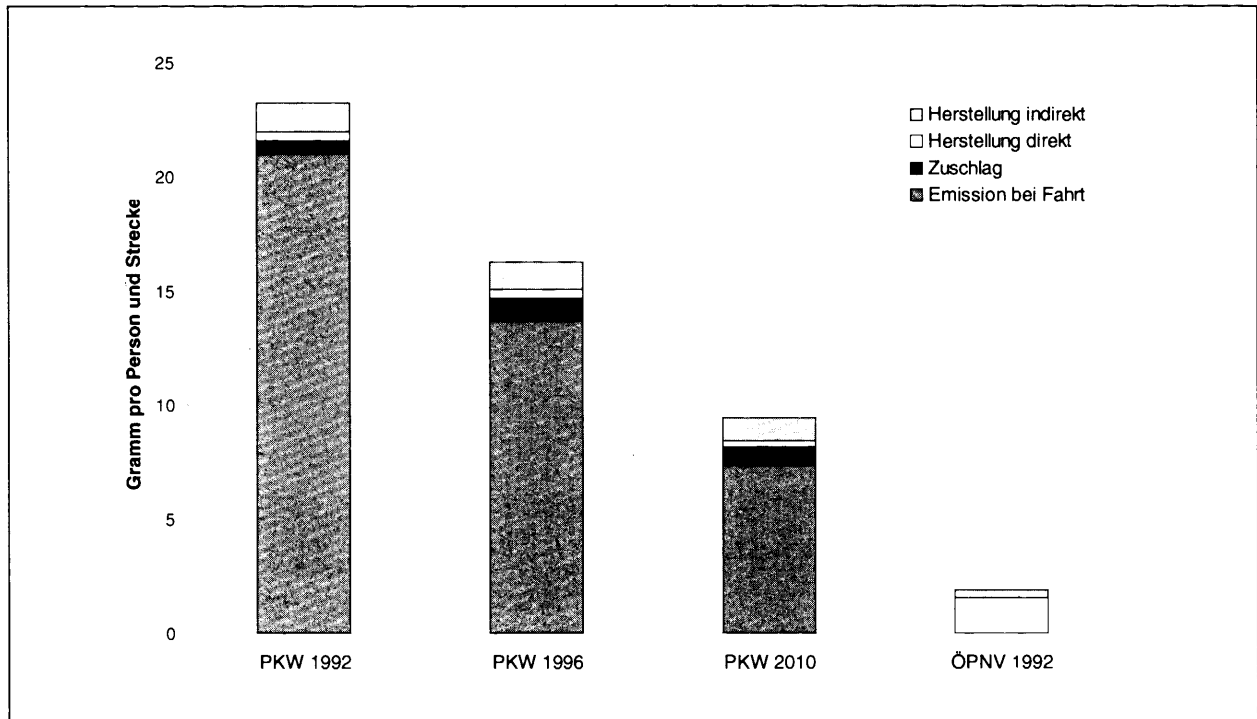 Gramm pro Person und Strecke
25
20
15
10
5
0
Herstellung indirekt
Herstellung direkt
Zuschlag
Emission bei Fahrt
PKW 1992
PKW 1996
PKW 2010
ÖPNV 1992